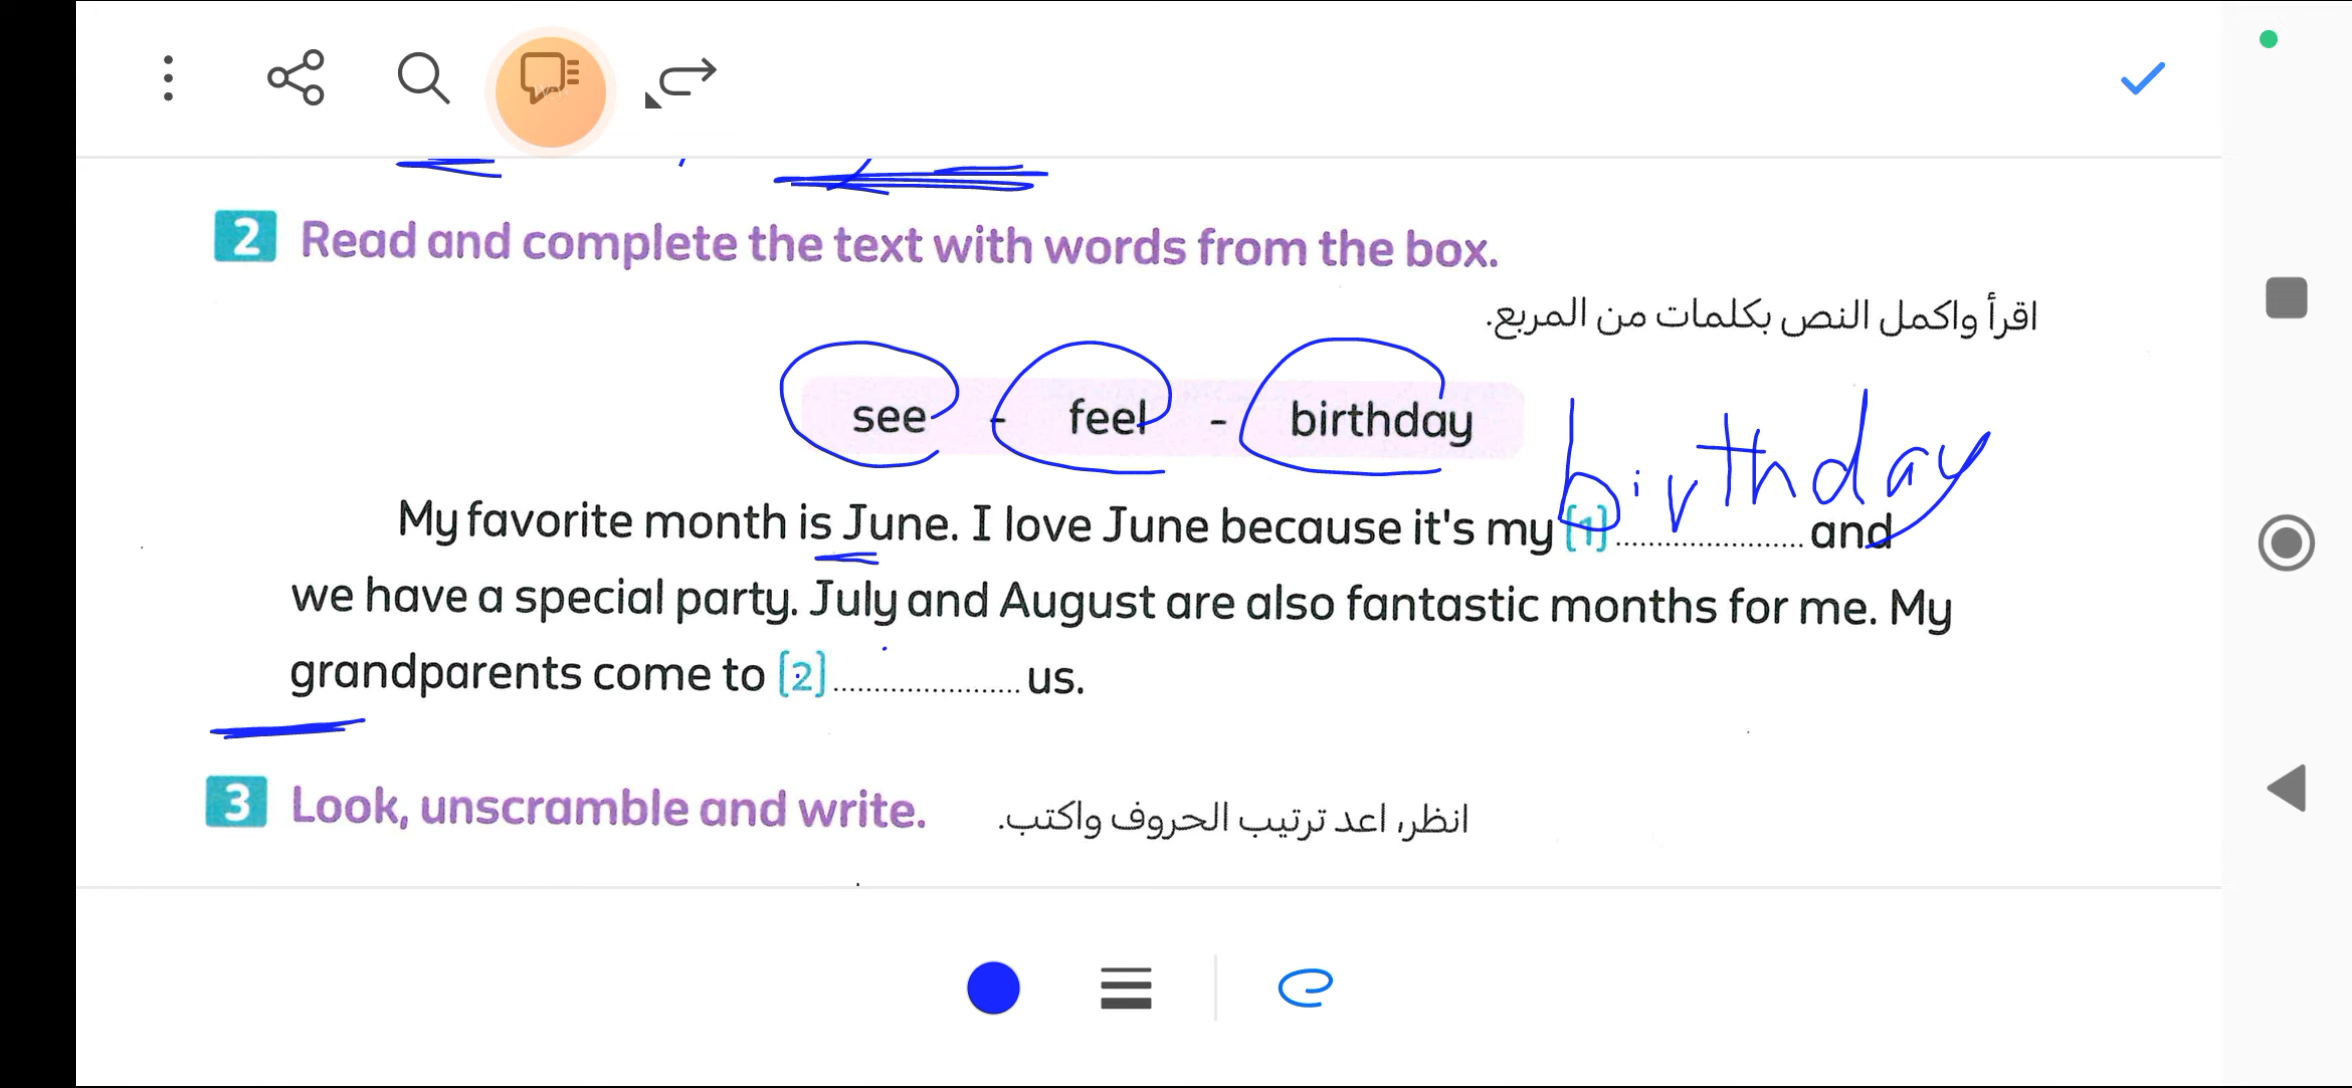 2 Read and complete the text with words from the box.
اقرأ واكمل النص بكلمات من المربع.
see - feel - birthday
birthday
My favorite month is June. I love June because it's my [1]...................... and
we have a special party. July and August are also fantastic months for me. My
grandparents come to [2]...................... us.
3 Look, unscramble and write. انظر، اعد ترتيب الحروف واكتب.